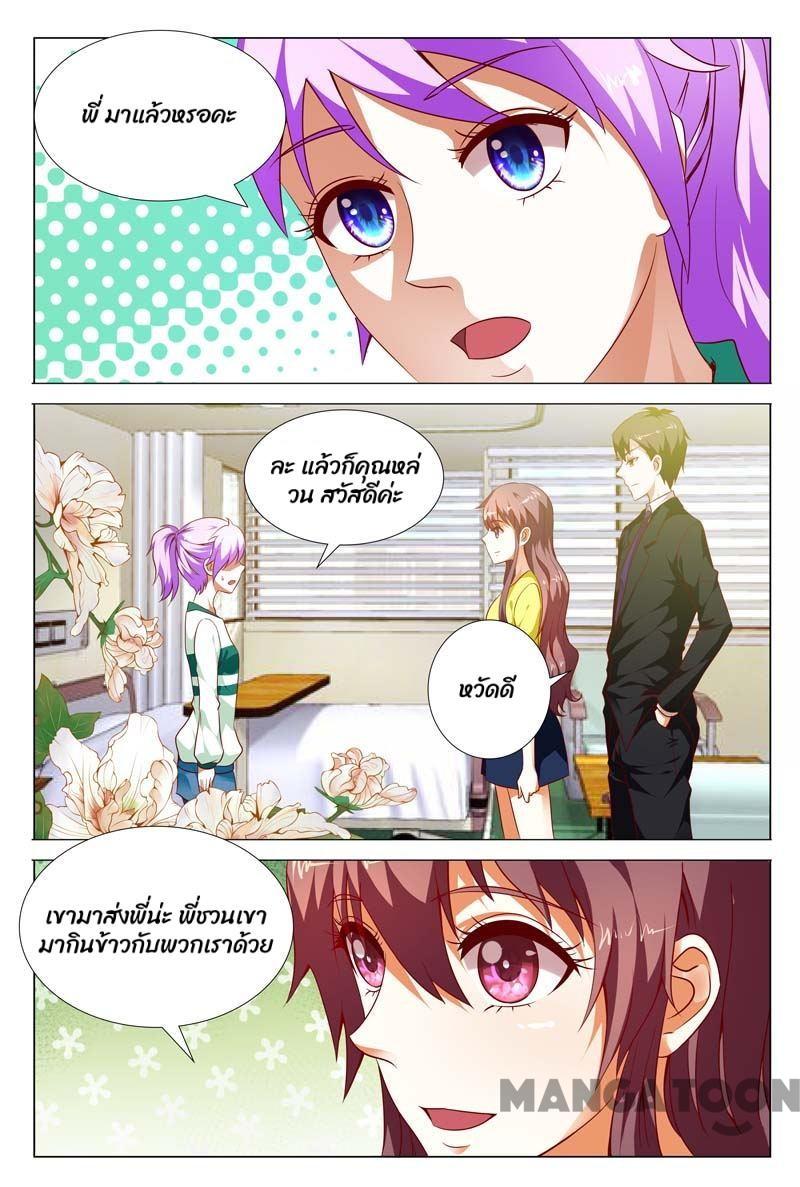 พี่ มาแล้วหรอคะ
ละ แล้วก็คุณหล่
วน สวัสดีค่ะ
หวัดดี
เขามาส่งพี่น่ะ พี่ชวนเขา
มากินข้าวกับพวกเราด้วย
MANGATOON